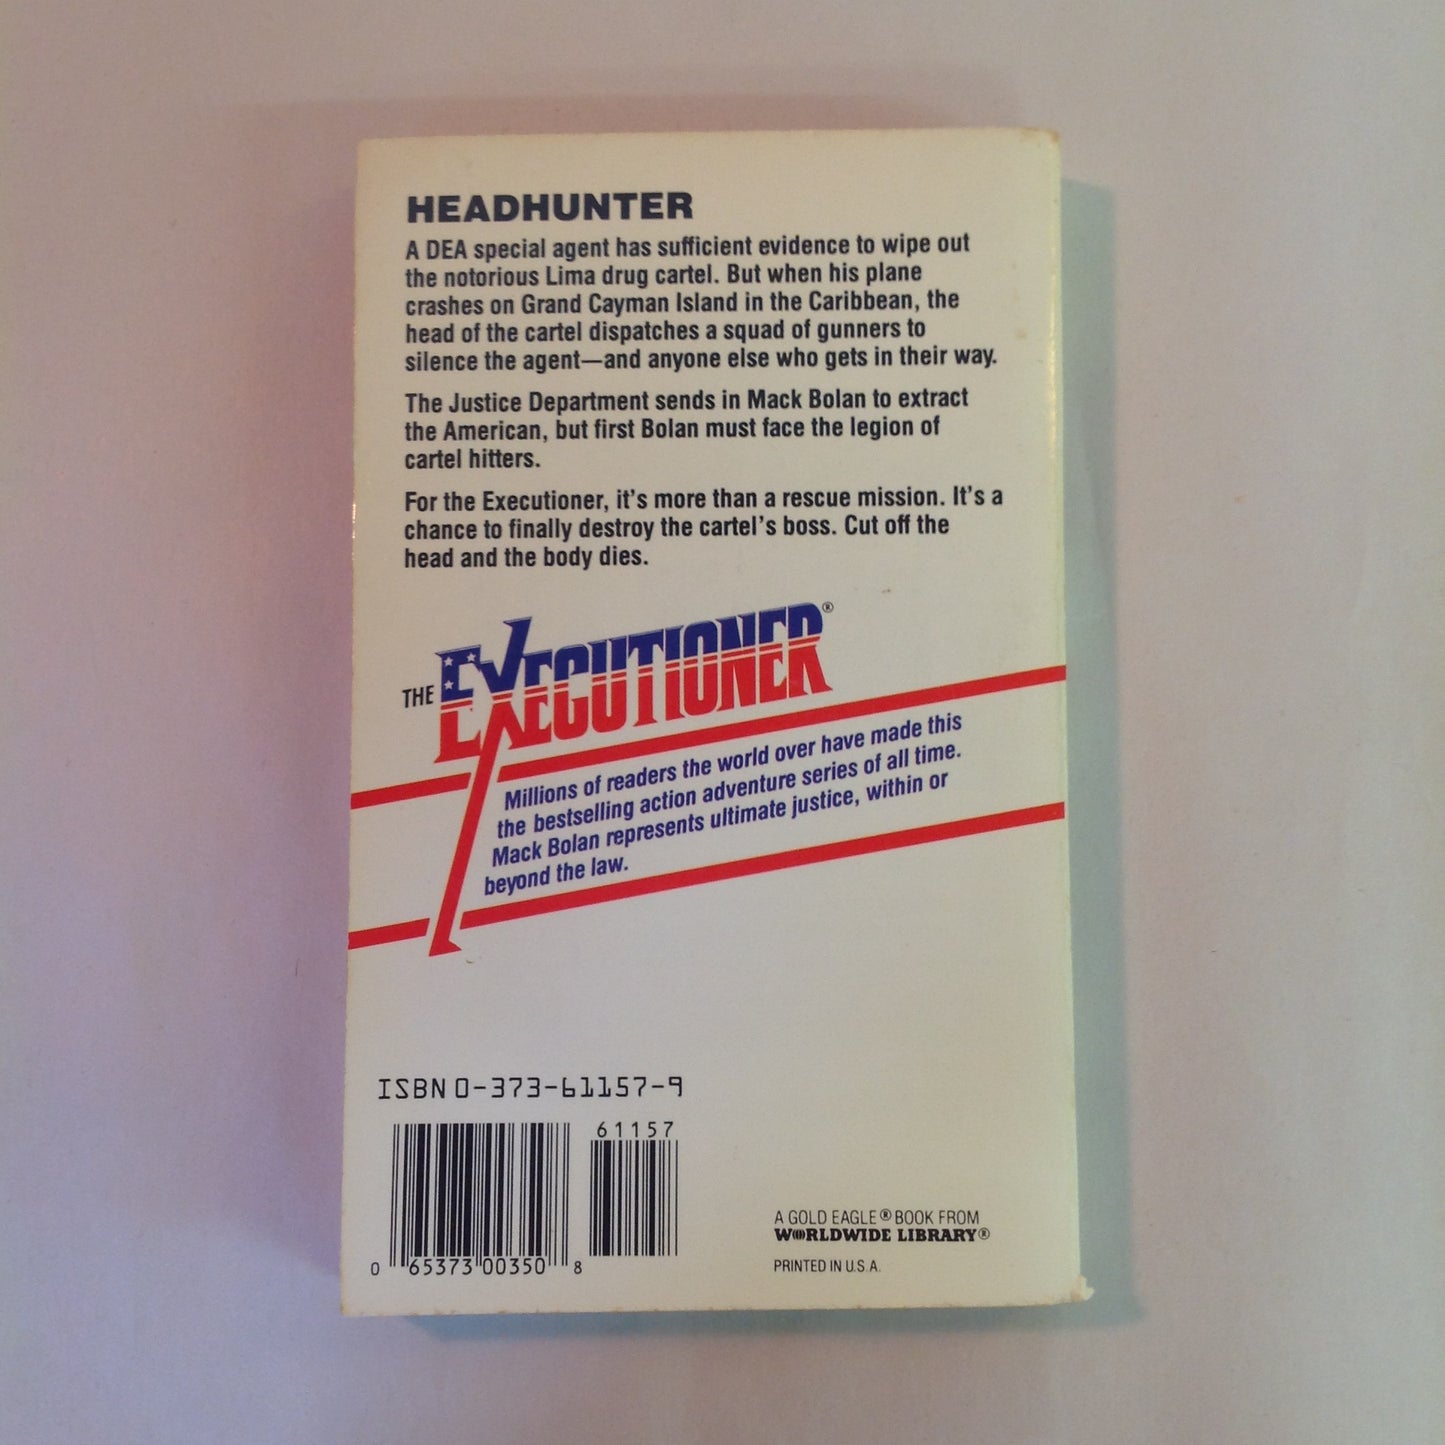 HEADHUNTER
A DEA special agent has sufficient evidence to wipe out
the notorious Lima drug cartel. But when his plane
crashes on Grand Cayman Island in the Caribbean, the
head of the cartel dispatches a squad of gunners to
silence the agent—and anyone else who gets in their way.
The Justice Department sends in Mack Bolan to extract
the American, but first Bolan must face the legion of
cartel hitters.
For the Executioner, it's more than a rescue mission. It's a
chance to finally destroy the cartel's boss. Cut off the
head and the body dies.
THE EXECUTIONER®
Millions of readers the world over have made this
the bestselling action adventure series of all time.
Mack Bolan represents ultimate justice, within or
beyond the law.
ISBN 0-373-61157-9
61157
0 65373 00350 8
A GOLD EAGLE® BOOK FROM
WORLDWIDE LIBRARY®
PRINTED IN U.S.A.